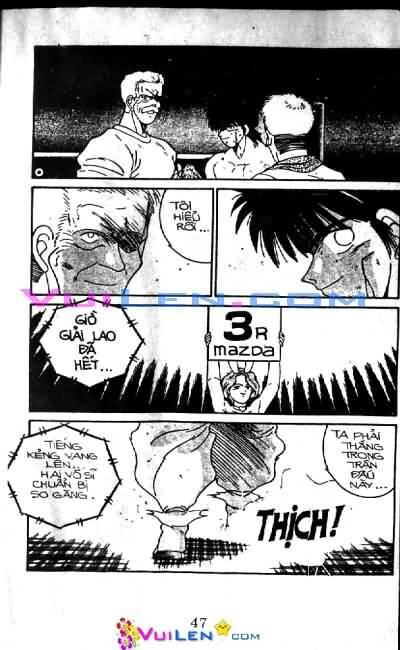 TÔI
HIỂU
RỒI...
VUILEN.COM
GIỜ
GIẢI LAO
ĐÃ
HẾT...
3R
mazda
TIẾNG
KẺNG VANG
LÊN...
HAI VÕ SĨ
CHUẨN BỊ
SO GĂNG.
TA PHẢI
THẮNG
TRONG
TRẬN
ĐẤU
NÀY...
THỊCH!
47
VUILEN.COM